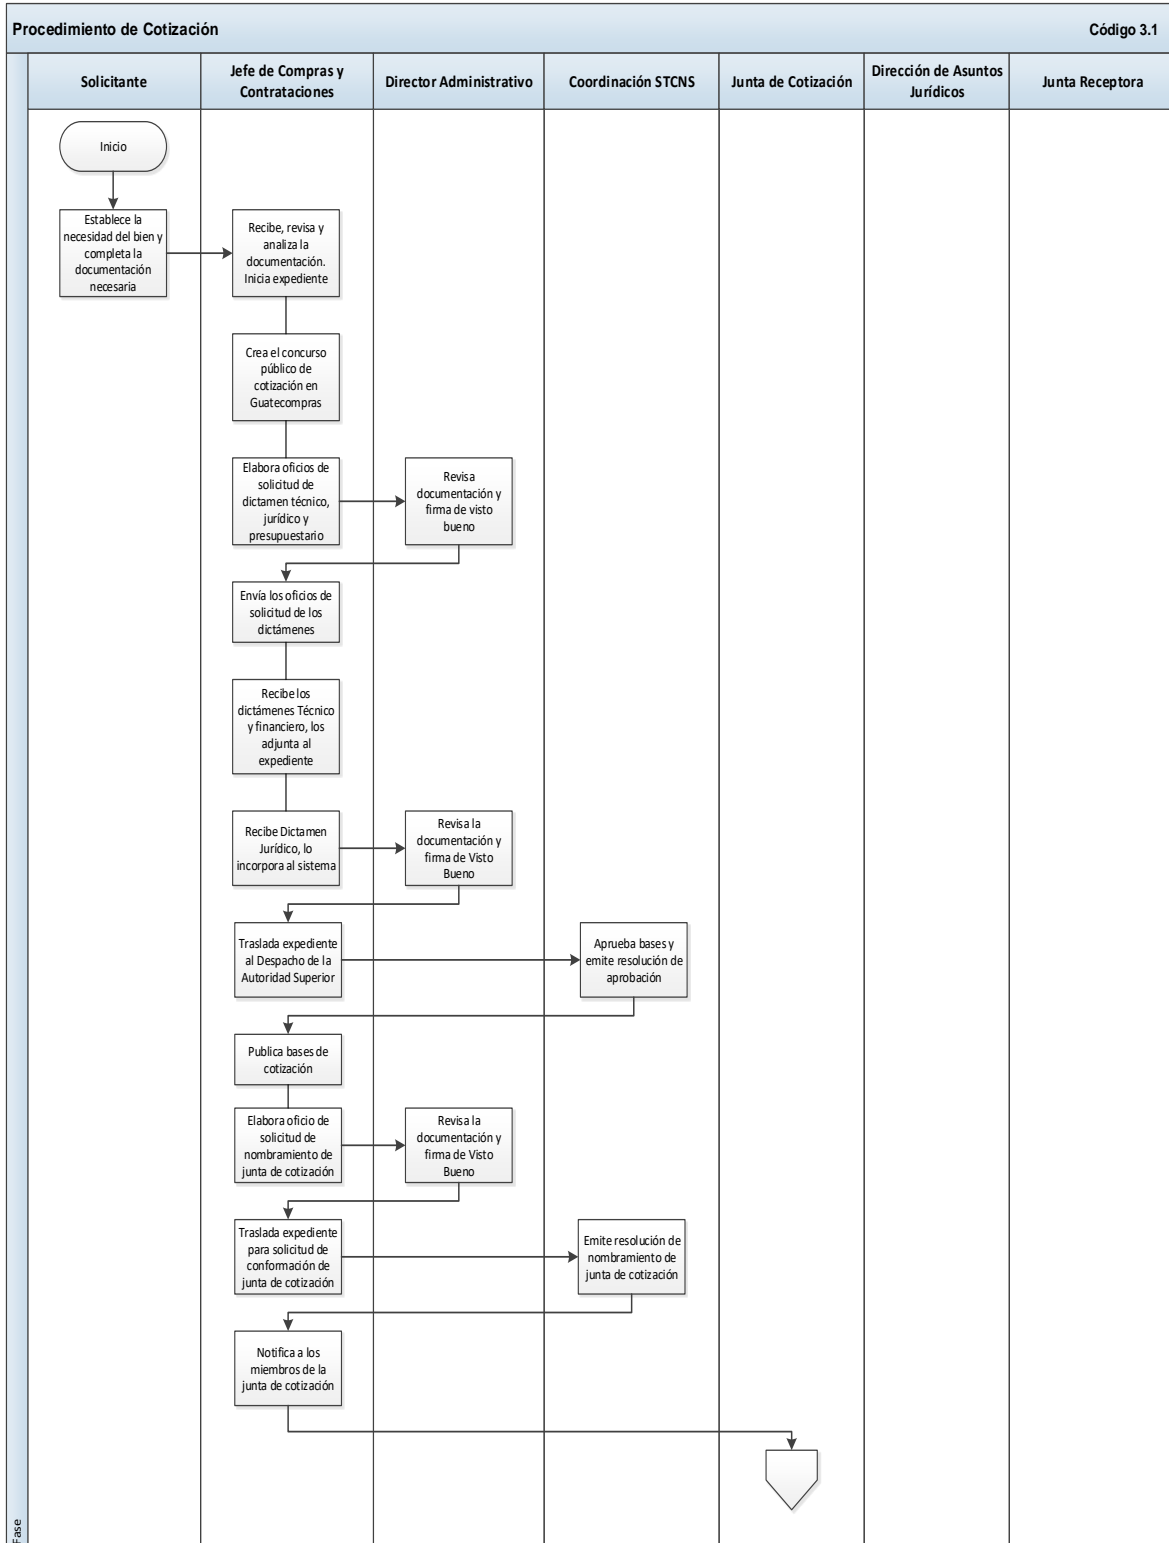 Procedimiento de Cotización
Código 3.1
Solicitante
Jefe de Compras y
Contrataciones
Director Administrativo
Coordinación STCNS
Junta de Cotización
Dirección de Asuntos
Jurídicos
Junta Receptora
Inicio
Establece la
necesidad del bien y
completa la
documentación
necesaria
Recibe, revisa y
analiza la
documentación.
Inicia expediente
Crea el concurso
público de
cotización en
Guatecompras
Elabora oficios de
solicitud de
dictamen técnico,
jurídico y
presupuestario
Revisa
documentación y
firma de visto
bueno
Envía los oficios de
solicitud de los
dictámenes
Recibe los
dictámenes Técnico
y financiero, los
adjunta al
expediente
Recibe Dictamen
Jurídico, lo
incorpora al sistema
Revisa la
documentación y
firma de Visto
Bueno
Traslada expediente
al Despacho de la
Autoridad Superior
Aprueba bases y
emite resolución de
aprobación
Publica bases de
cotización
Elabora oficio de
solicitud de
nombramiento de
junta de cotización
Revisa la
documentación y
firma de Visto
Bueno
Traslada expediente
para solicitud de
conformación de
junta de cotización
Emite resolución de
nombramiento de
junta de cotización
Notifica a los
miembros de la
junta de cotización
Fase